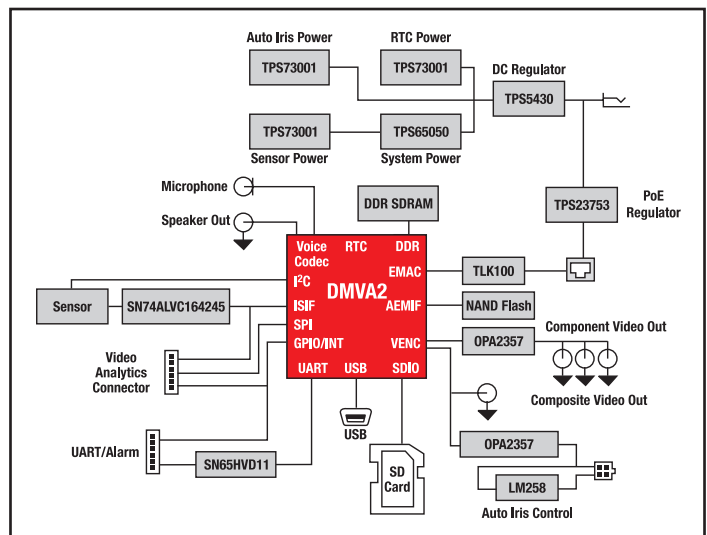 Auto Iris Power
RTC Power
TPS73001
TPS73001
DC Regulator
TPS5430
TPS73001
TPS65050
Sensor Power
System Power
Microphone
Speaker Out
DDR SDRAM
TPS23753
PoE
Regulator
Voice
Codec
RTC
DDR
I²C
EMAC
TLK100
DMVA2
Sensor
SN74ALVC164245
ISIF
AEMIF
NAND Flash
SPI
GPIO/INT
VENC
OPA2357
Component Video Out
Composite Video Out
Video
Analytics
Connector
UART
USB
SDIO
USB
UART/Alarm
SN65HVD11
SD
Card
OPA2357
LM258
Auto Iris Control